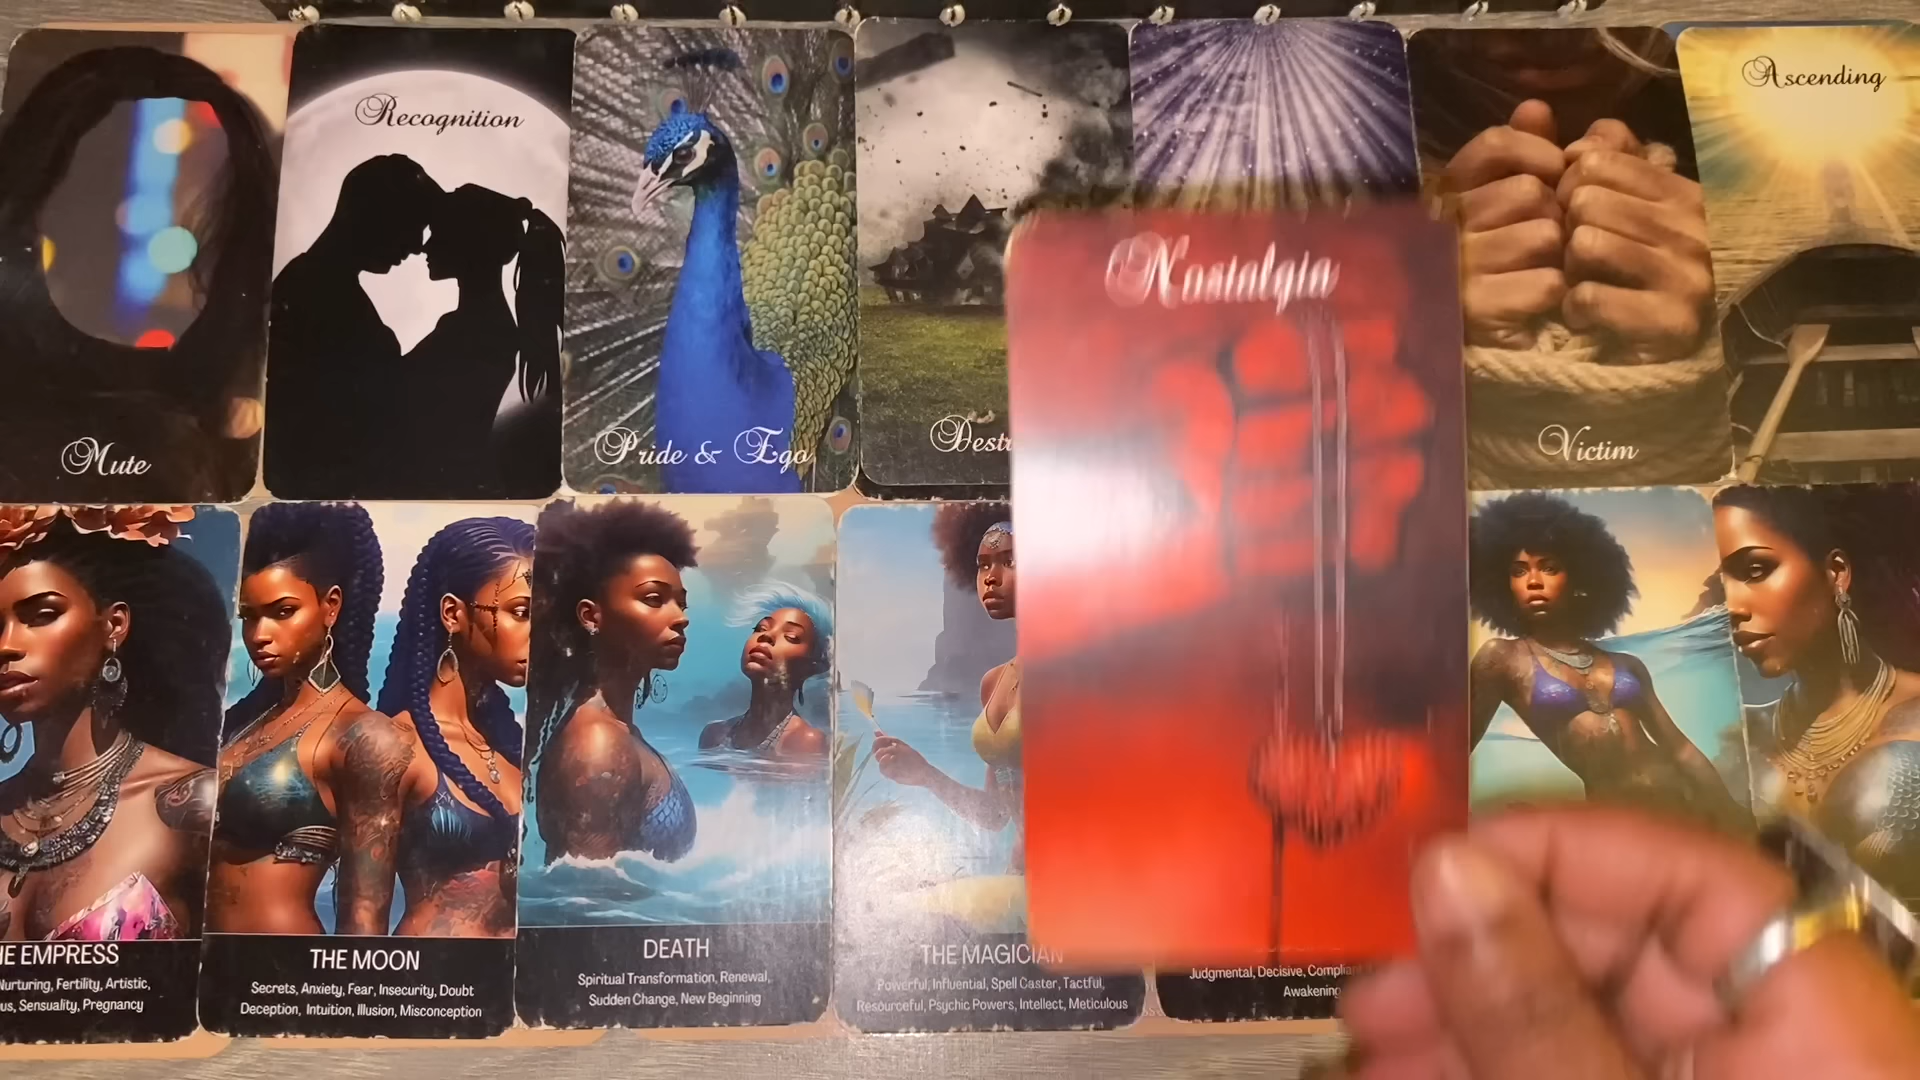 Recognition
Ascending
Nostalgia
Mute
Pride & Ego
Victim
THE MOON
Secrets, Anxiety, Fear, Insecurity, Doubt
Deception, Intuition, Illusion, Misconception
DEATH
Spiritual Transformation, Renewal,
Sudden Change, New Beginning
THE MAGICIAN
Powerful, Influential, Spell Caster, Tactful,
Resourceful, Psychic Powers, Intellect, Meticulous
EMPRESS
Nurturing, Fertility, Artistic,
Sensuality, Pregnancy
Judgmental, Decisive,
Awakening